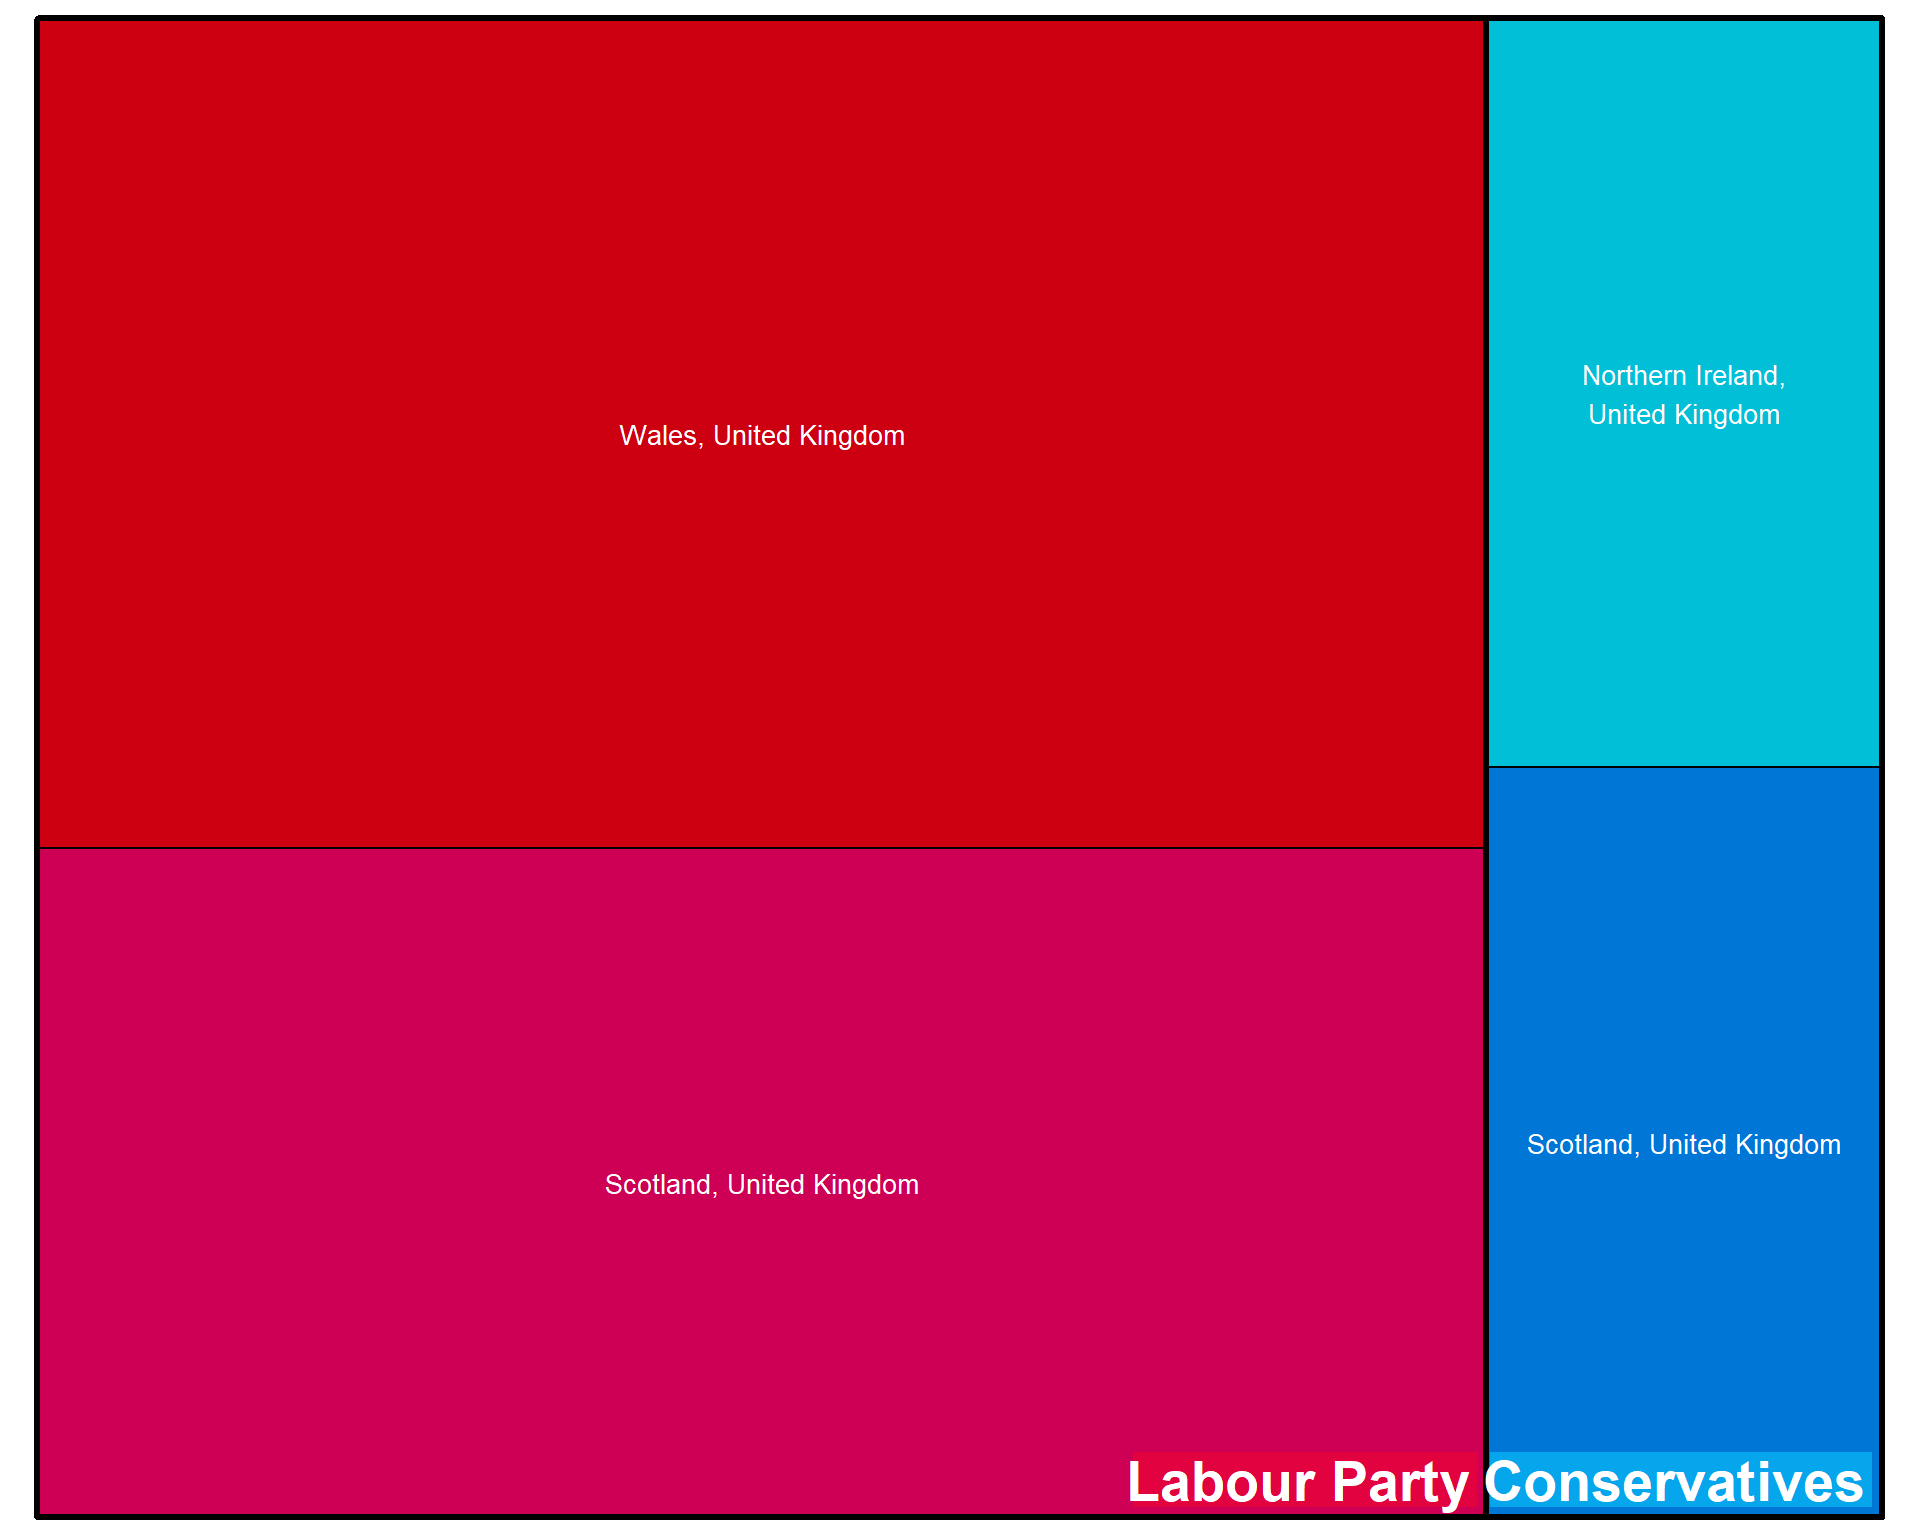 Wales, United Kingdom
Northern Ireland,
United Kingdom
Scotland, United Kingdom
Scotland, United Kingdom
Labour Party
Conservatives